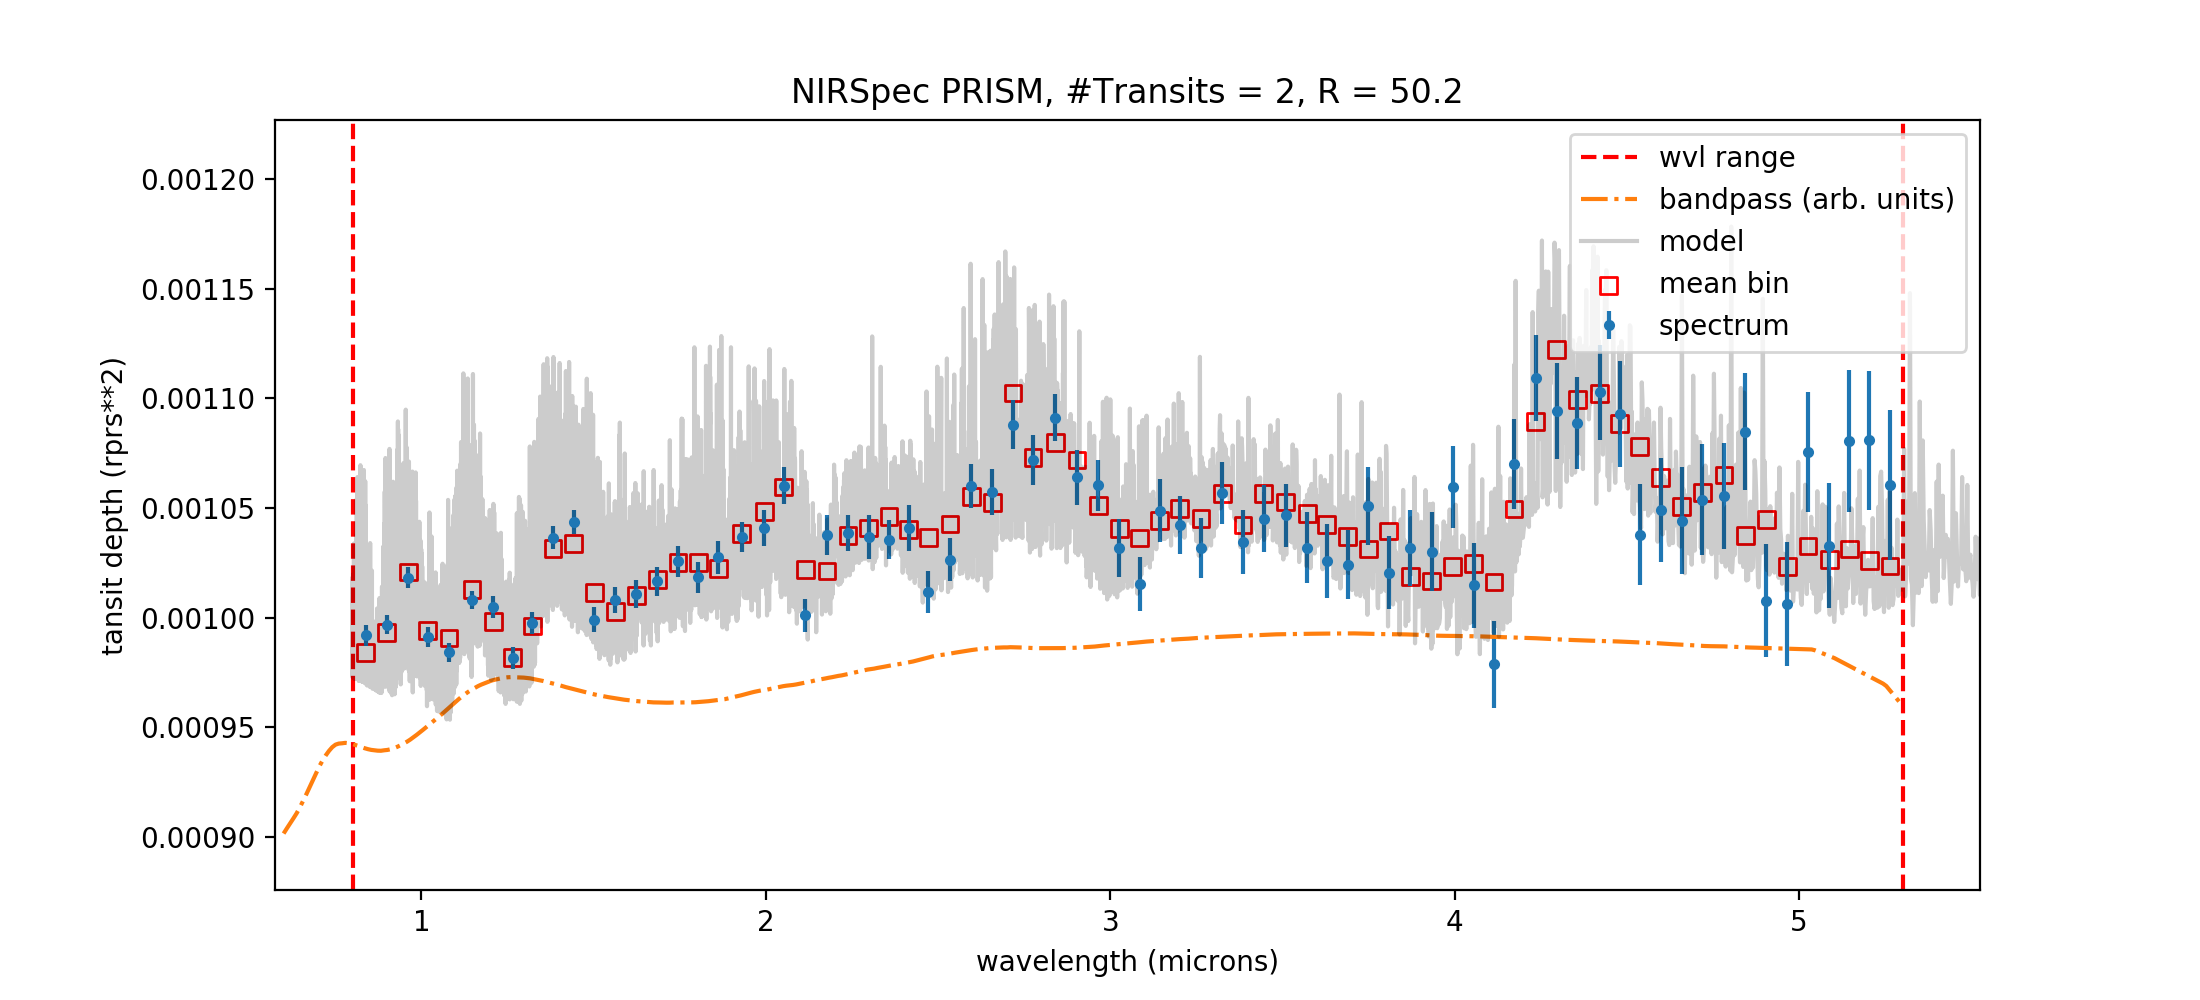 NIRSpec PRISM, #Transits = 2, R = 50.2
wvl range
bandpass (arb. units)
model
mean bin
spectrum
tansit depth (rprs**2)
0.00120
0.00115
0.00110
0.00105
0.00100
0.00095
0.00090
1 2 3 4 5
wavelength (microns)